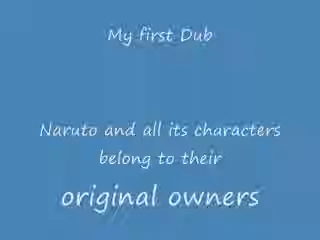 My first Dub
Naruto and all its characters
belong to their
original owners